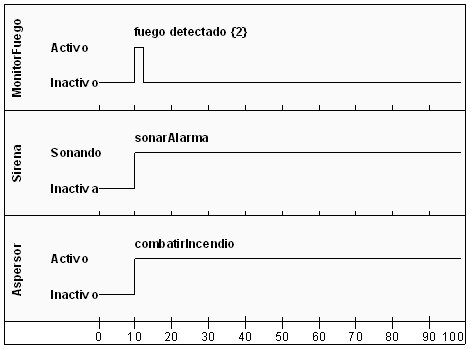 MonitorFuego
fuego detectado {2}
Activo
Inactivo
Sirena
sonarAlarma
Sonando
Inactiva
Aspersor
combatirIncendio
Activo
Inactivo
0 10 20 30 40 50 60 70 80 90 100